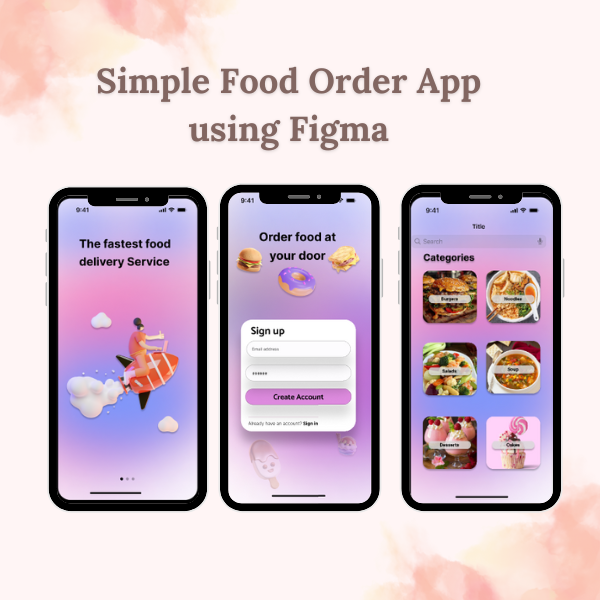 Simple Food Order App
using Figma
9:41
The fastest food
delivery Service
9:41
Order food at
your door
Sign up
Email address
••••••
Create Account
Already have an account? Sign in
9:41
Title
Search
Categories
Burgers
Noodles
Salads
Soup
Desserts
Cakes